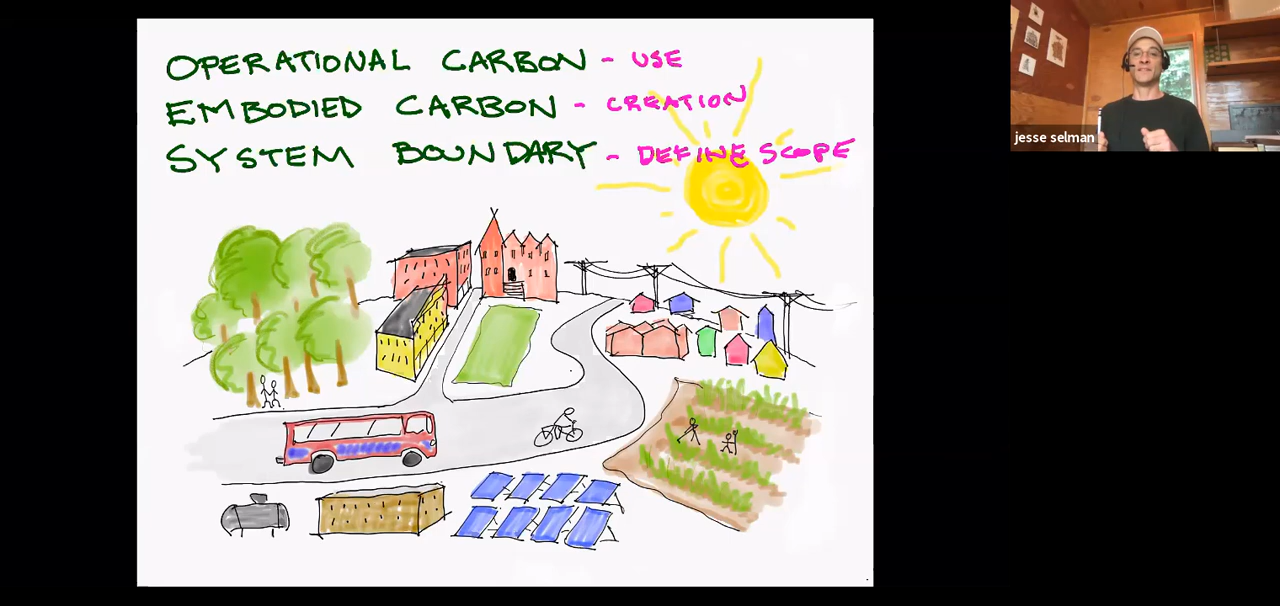 OPERATIONAL CARBON - USE
EMBODIED CARBON - CREATION
SYSTEM BOUNDARY - DEFINE SCOPE
jesse selman